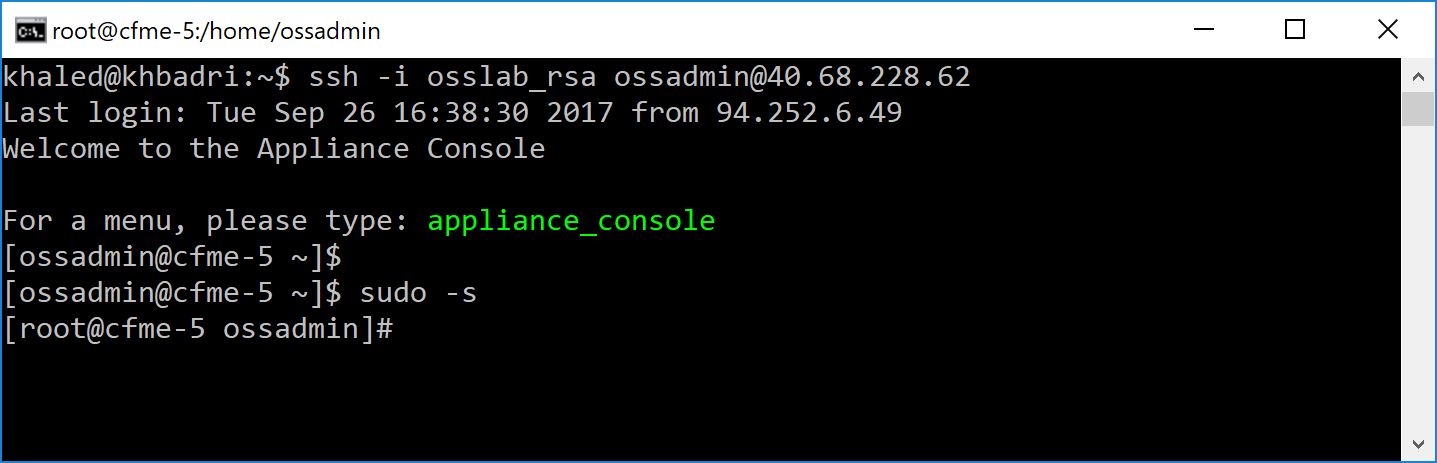 root@cfme-5:/home/ossadmin
khaled@khbadri:~$ ssh -i osslab_rsa ossadmin@40.68.228.62
Last login: Tue Sep 26 16:38:30 2017 from 94.252.6.49
Welcome to the Appliance Console
For a menu, please type: appliance_console
[ossadmin@cfme-5 ~]$
[ossadmin@cfme-5 ~]$ sudo -s
[root@cfme-5 ossadmin]#